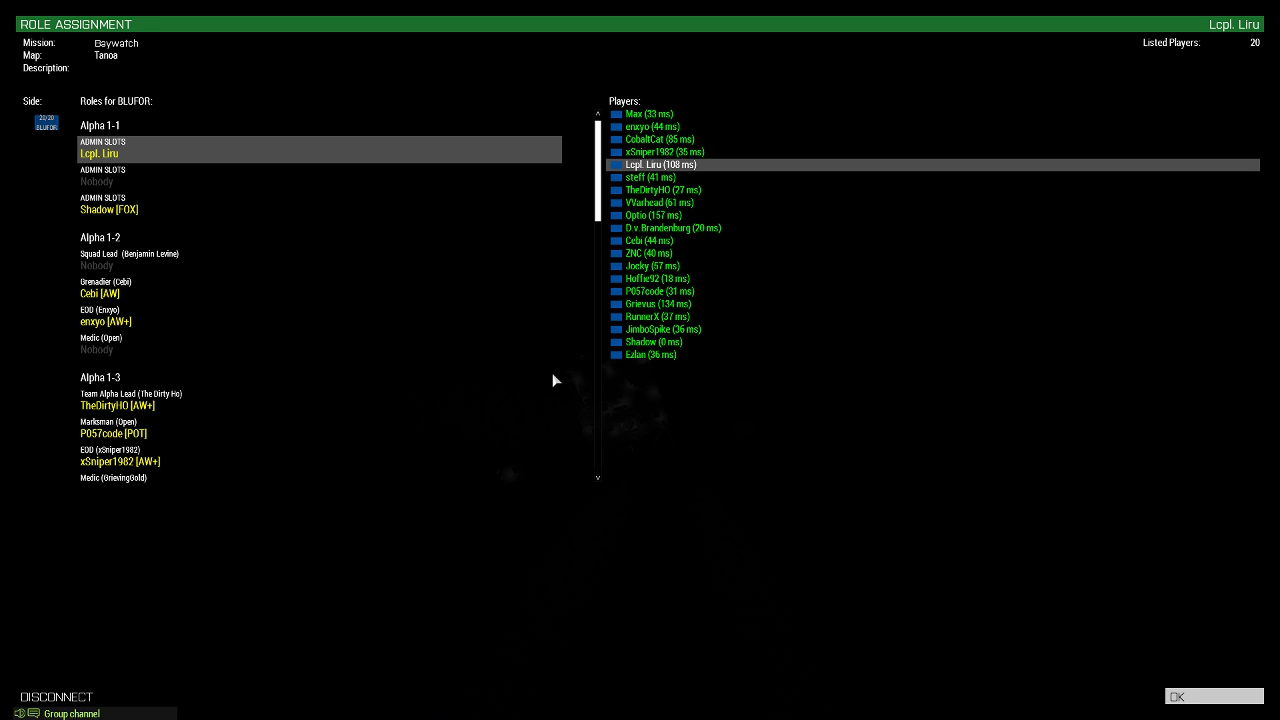 ROLE ASSIGNMENT
Lcpl. Liru
Mission: Baywatch
Listed Players: 20
Map: Tanoa
Description:
Side:
20/20
BLUFOR
Roles for BLUFOR:
Alpha 1-1
ADMIN SLOTS
Lcpl. Liru
ADMIN SLOTS
Nobody
ADMIN SLOTS
Shadow [FOX]
Alpha 1-2
Squad Lead (Benjamin Levine)
Nobody
Grenadier (Cebi)
Cebi [AW]
EOD (Enxyo)
enxyo [AW+]
Medic (Open)
Nobody
Alpha 1-3
Team Alpha Lead (The Dirty Ho)
TheDirtyHO [AW+]
Marksman (Open)
P057code [POT]
EOD (xSniper1982)
xSniper1982 [AW+]
Medic (GrievingGold)
Players:
Max (33 ms)
enxyo (44 ms)
CobaltCat (85 ms)
xSniper1982 (35 ms)
Lcpl. Liru (108 ms)
steff (41 ms)
TheDirtyHO (27 ms)
VVarhead (61 ms)
Optio (157 ms)
D.v. Brandenburg (20 ms)
Cebi (44 ms)
ZNC (40 ms)
Jocky (57 ms)
Hoffie92 (18 ms)
P057code (31 ms)
Grievus (134 ms)
RunnerX (37 ms)
JimboSpike (36 ms)
Shadow (0 ms)
Ezlan (36 ms)
DISCONNECT
OK
Group channel